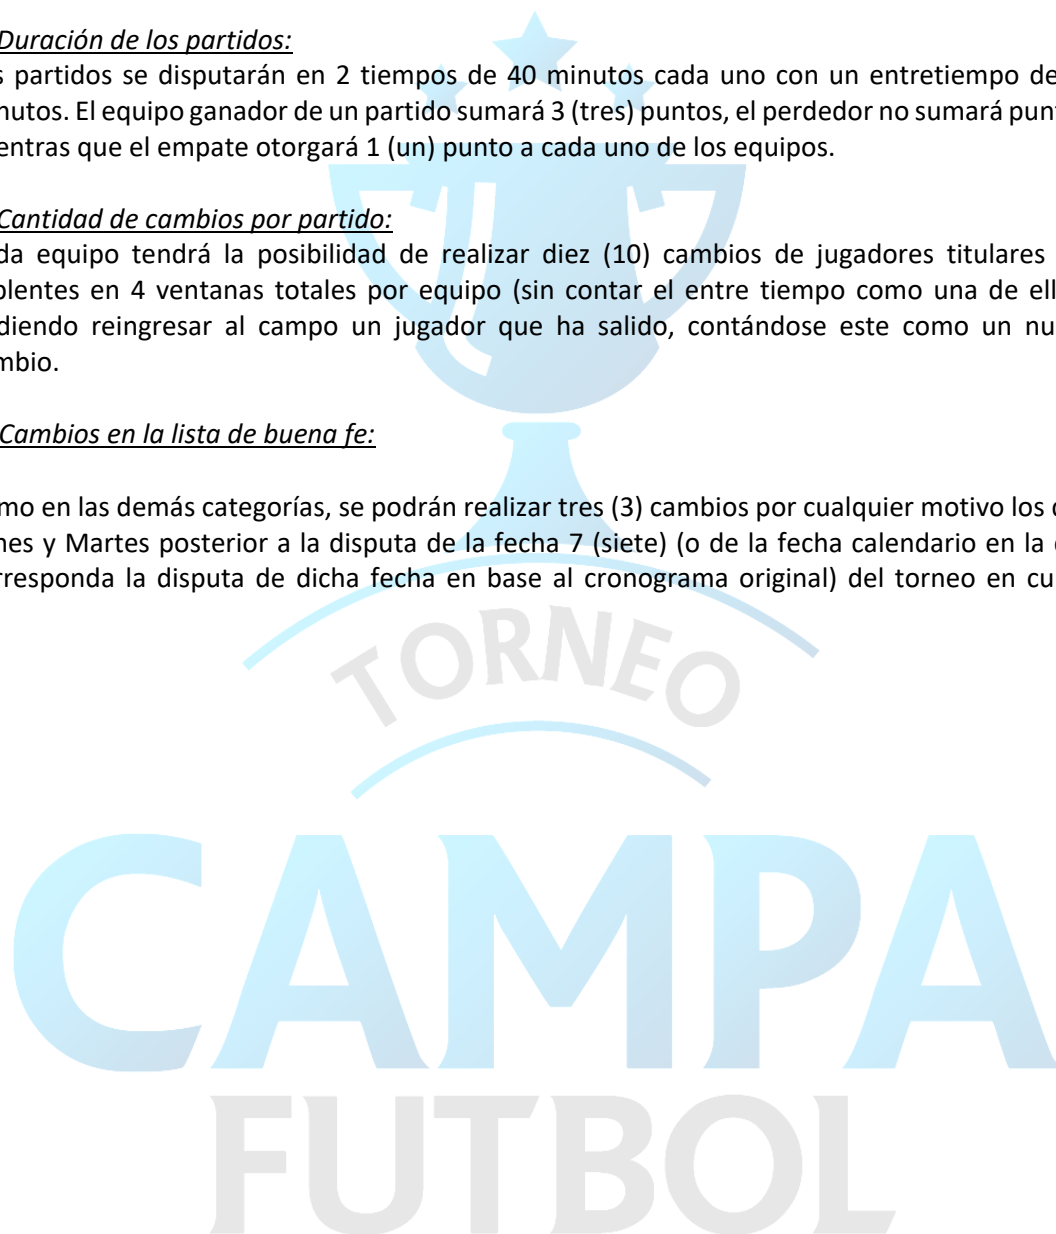 Duración de los partidos:
s partidos se disputarán en 2 tiempos de 40 minutos cada uno con un entretiempo de
nutos. El equipo ganador de un partido sumará 3 (tres) puntos, el perdedor no sumará punt
entras que el empate otorgará 1 (un) punto a cada uno de los equipos.
Cantidad de cambios por partido:
da equipo tendrá la posibilidad de realizar diez (10) cambios de jugadores titulares
plentes en 4 ventanas totales por equipo (sin contar el entre tiempo como una de ell
diendo reingresar al campo un jugador que ha salido, contándose este como un nu
mbio.
Cambios en la lista de buena fe:
mo en las demás categorías, se podrán realizar tres (3) cambios por cualquier motivo los d
nes y Martes posterior a la disputa de la fecha 7 (siete) (o de la fecha calendario en la c
rresponda la disputa de dicha fecha en base al cronograma original) del torneo en cu
TORNEO
CAMPA
FUTBOL